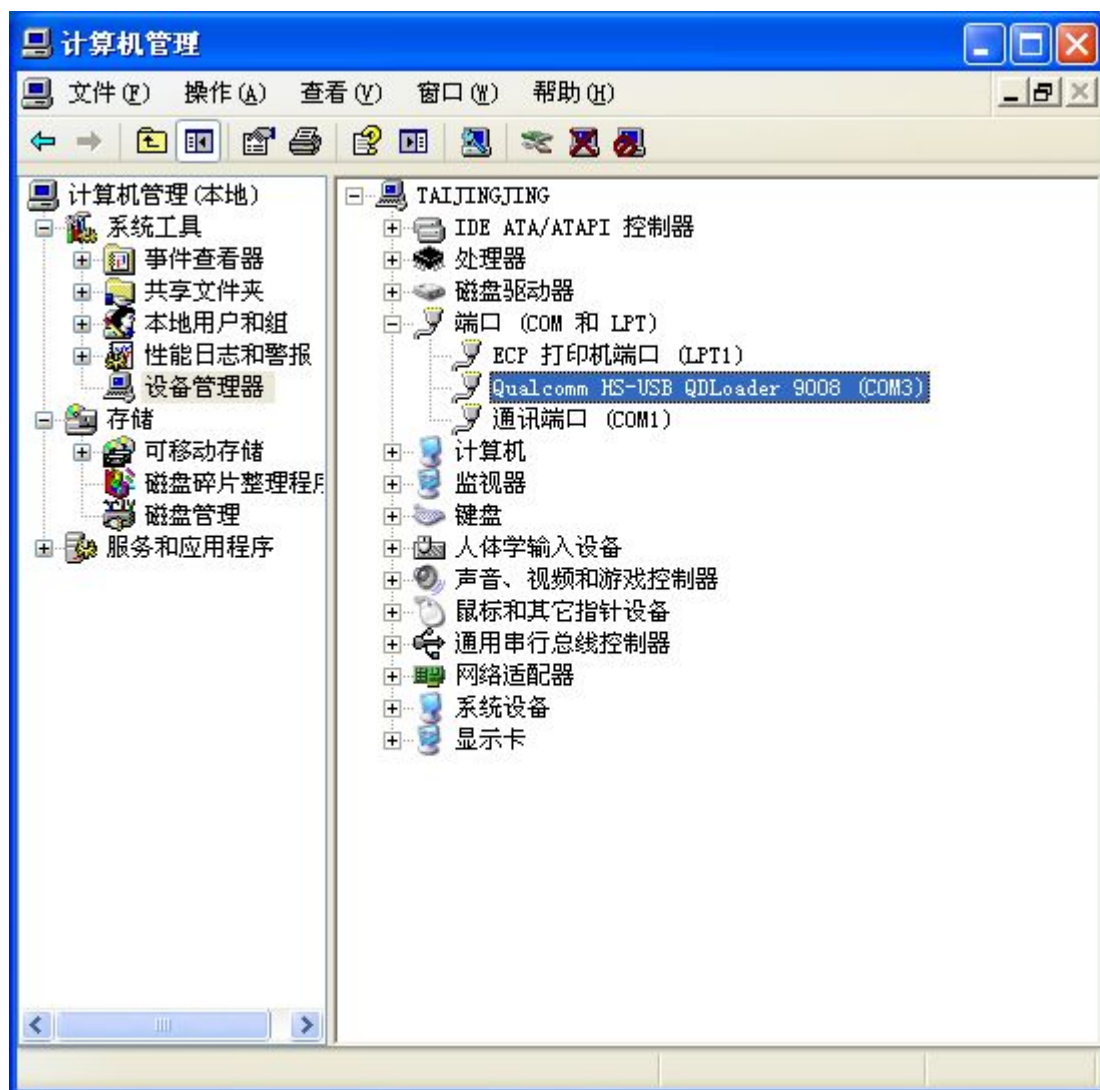 计算机管理
文件(F) 操作(A) 查看(V) 窗口(W) 帮助(H)
计算机管理(本地)
系统工具
事件查看器
共享文件夹
本地用户和组
性能日志和警报
设备管理器
存储
可移动存储
磁盘碎片整理程序
磁盘管理
服务和应用程序
TAIJINGJING
IDE ATA/ATAPI 控制器
处理器
磁盘驱动器
端口 (COM 和 LPT)
ECP 打印机端口 (LPT1)
Qualcomm HS-USB QDLoader 9008 (COM3)
通讯端口 (COM1)
计算机
监视器
键盘
人体学输入设备
声音、视频和游戏控制器
鼠标和其它指针设备
通用串行总线控制器
网络适配器
系统设备
显示卡